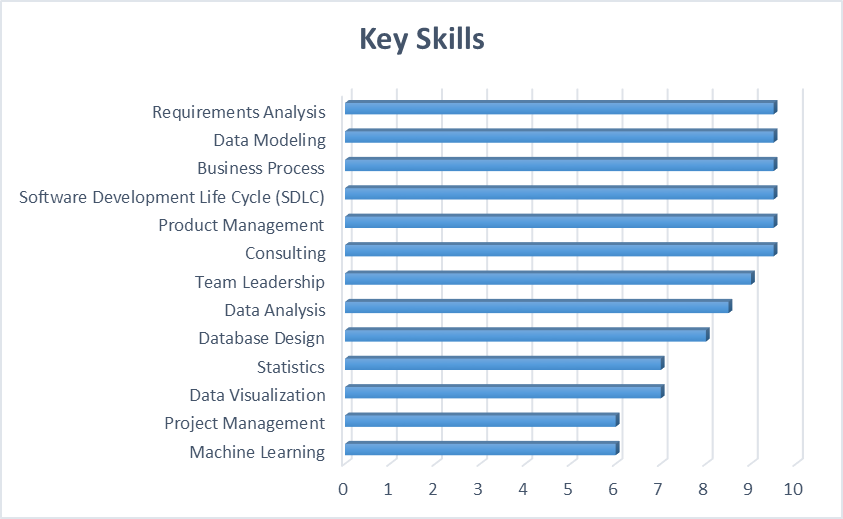 Key Skills
Requirements Analysis
Data Modeling
Business Process
Software Development Life Cycle (SDLC)
Product Management
Consulting
Team Leadership
Data Analysis
Database Design
Statistics
Data Visualization
Project Management
Machine Learning
0 1 2 3 4 5 6 7 8 9 10